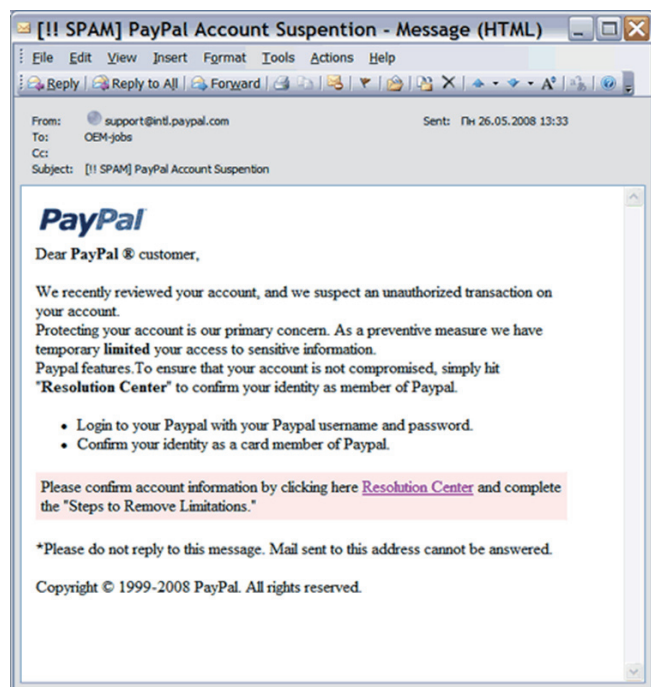 [!! SPAM] PayPal Account Suspention - Message (HTML)
File Edit View Insert Format Tools Actions Help
Reply Reply to All Forward
From: support@intl.paypal.com Sent: Пн 26.05.2008 13:33
To: OEM-jobs
Cc:
Subject: [!! SPAM] PayPal Account Suspention
PayPal
Dear PayPal ® customer,
We recently reviewed your account, and we suspect an unauthorized transaction on
your account.
Protecting your account is our primary concern. As a preventive measure we have
temporary limited your access to sensitive information.
Paypal features.To ensure that your account is not compromised, simply hit
"Resolution Center" to confirm your identity as member of Paypal.
• Login to your Paypal with your Paypal username and password.
• Confirm your identity as a card member of Paypal.
Please confirm account information by clicking here Resolution Center and complete
the "Steps to Remove Limitations."
*Please do not reply to this message. Mail sent to this address cannot be answered.
Copyright © 1999-2008 PayPal. All rights reserved.